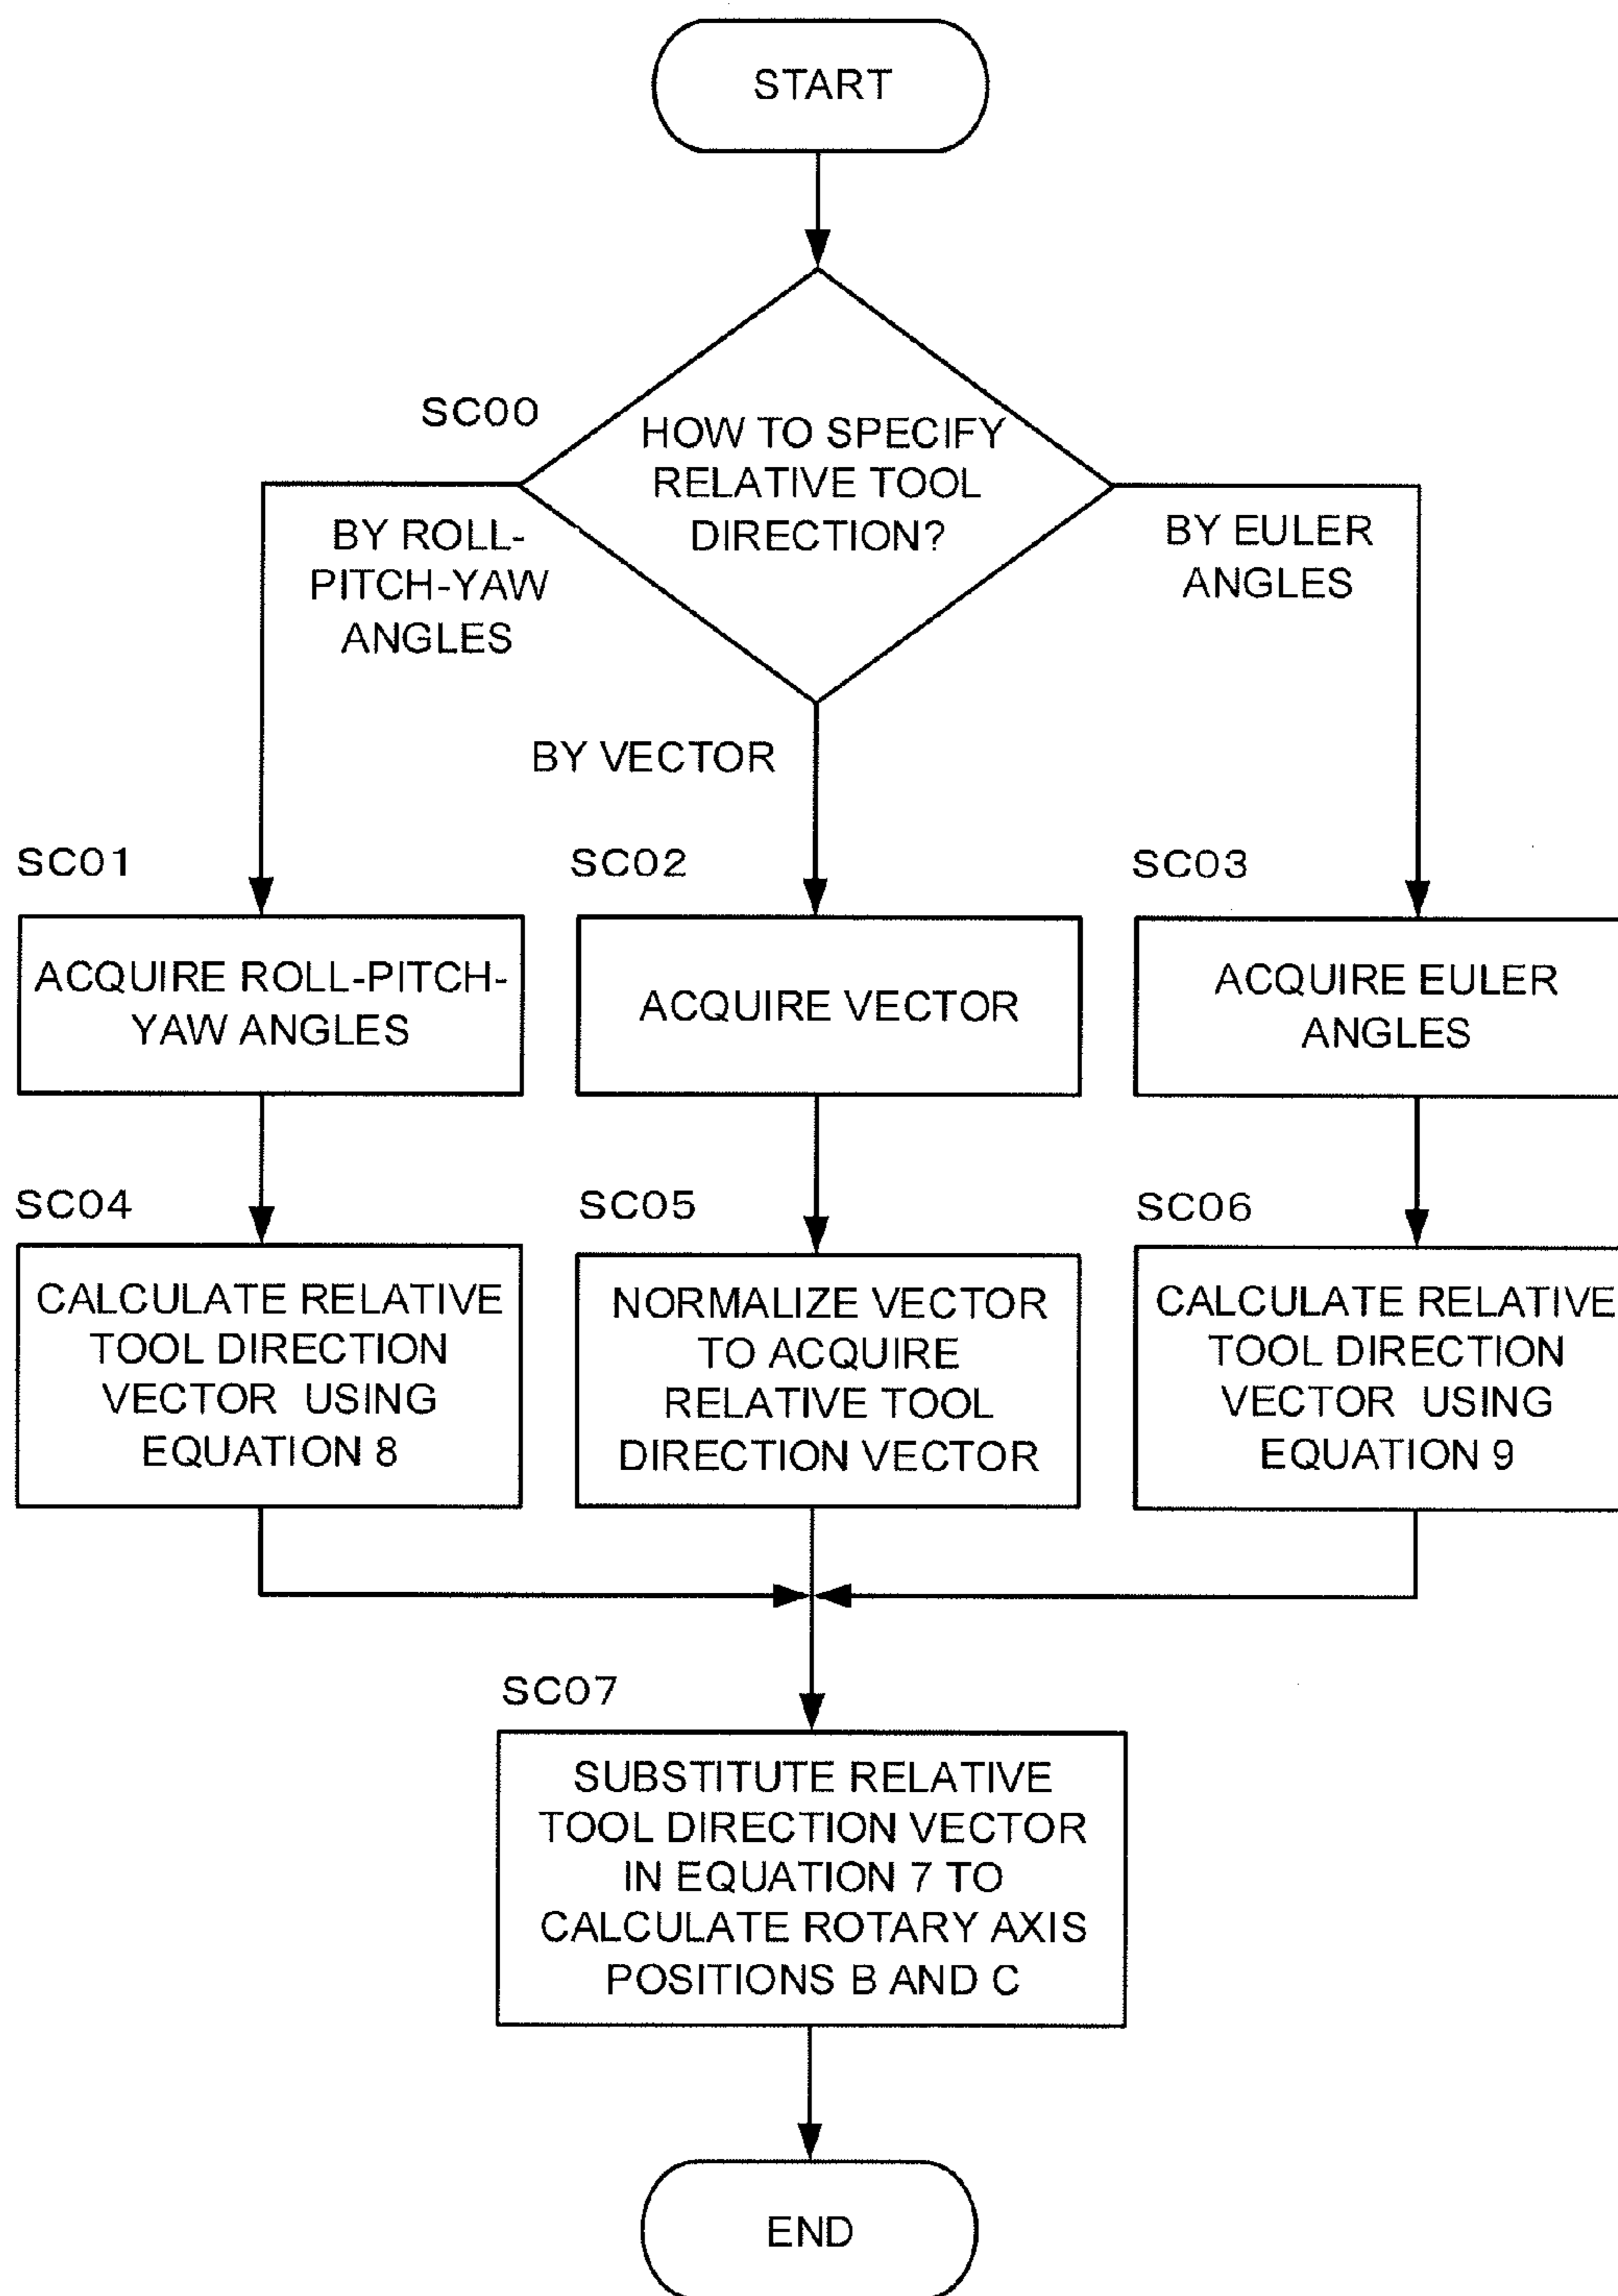 START
SC00
HOW TO SPECIFY
RELATIVE TOOL
DIRECTION?
BY ROLL-
PITCH-YAW
ANGLES
BY VECTOR
BY EULER
ANGLES
SC01
ACQUIRE ROLL-PITCH-
YAW ANGLES
SC02
ACQUIRE VECTOR
SC03
ACQUIRE EULER
ANGLES
SC04
CALCULATE RELATIVE
TOOL DIRECTION
VECTOR USING
EQUATION 8
SC05
NORMALIZE VECTOR
TO ACQUIRE
RELATIVE TOOL
DIRECTION VECTOR
SC06
CALCULATE RELATIVE
TOOL DIRECTION
VECTOR USING
EQUATION 9
SC07
SUBSTITUTE RELATIVE
TOOL DIRECTION VECTOR
IN EQUATION 7 TO
CALCULATE ROTARY AXIS
POSITIONS B AND C
END